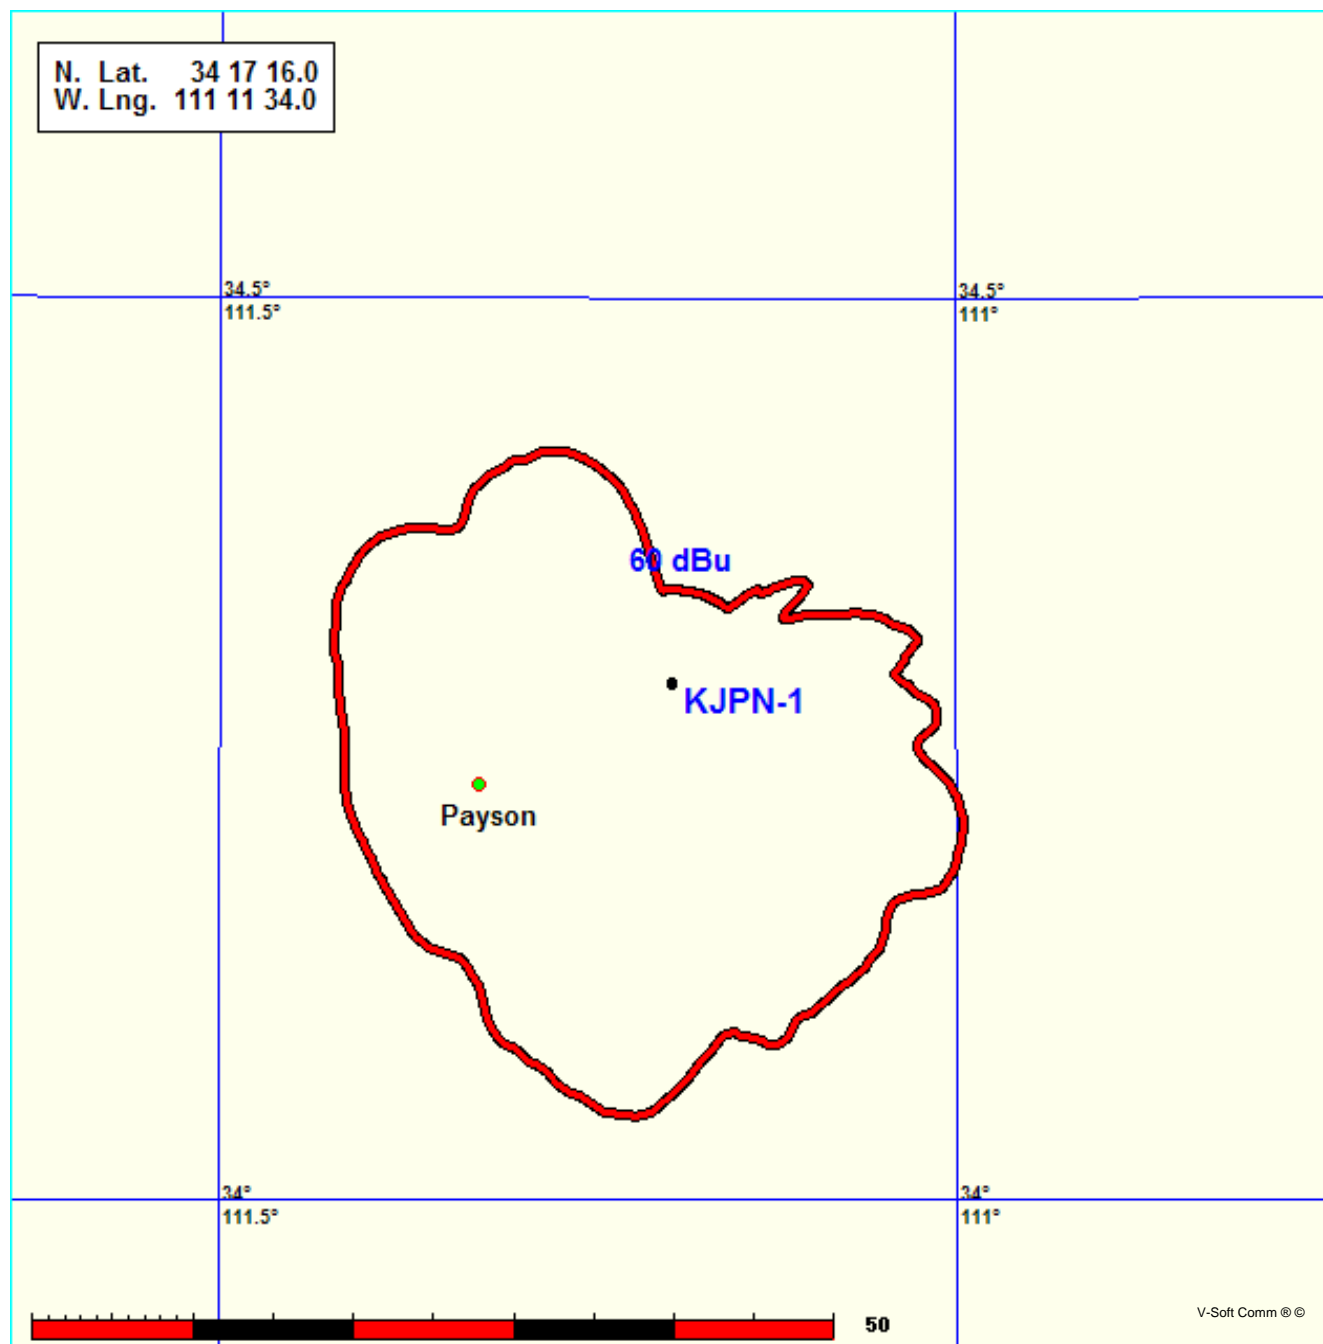 N. Lat. 34 17 16.0
W. Lng. 111 11 34.0
34.5°
111.5°
34.5°
111°
60 dBu
KJPN-1
Payson
34°
111.5°
34°
111°
50
V-Soft Comm ® ©